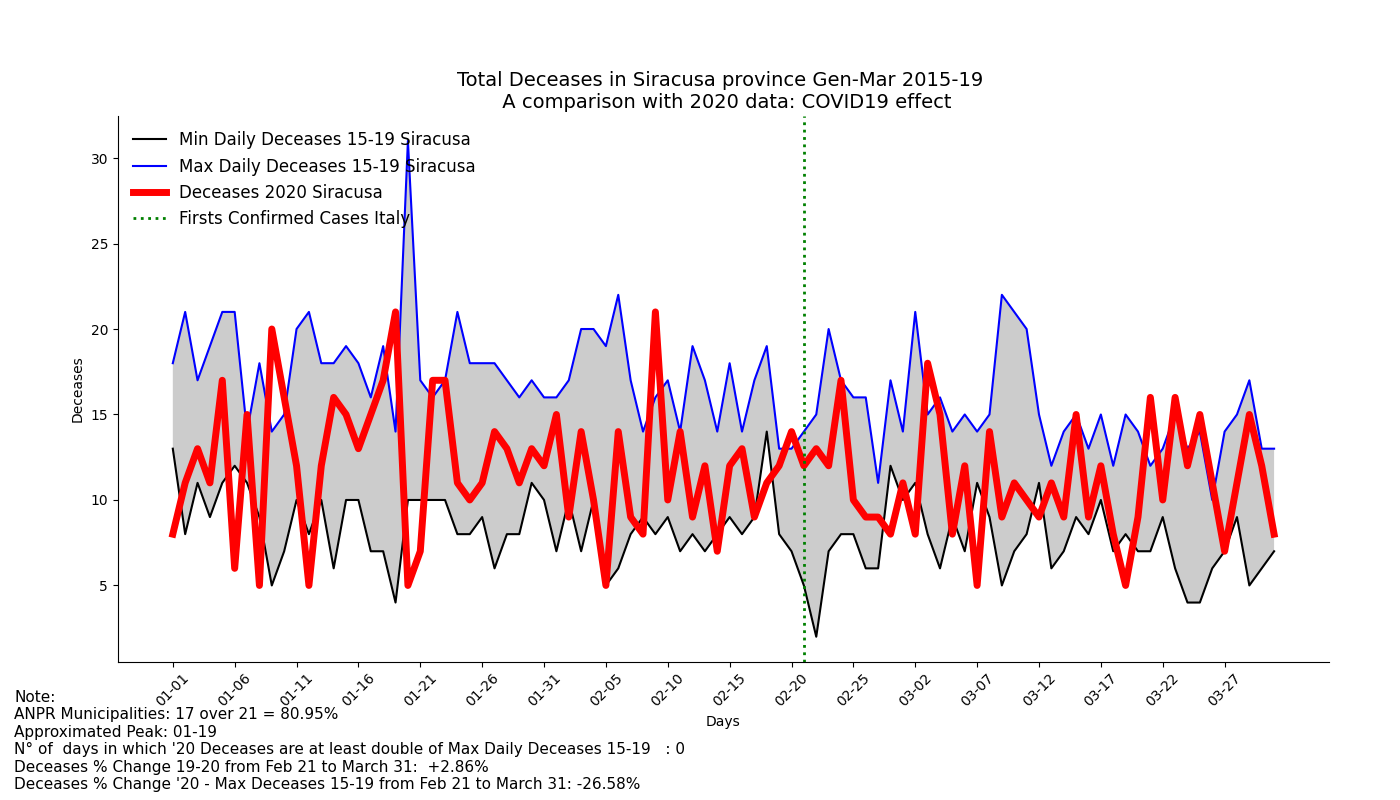 Total Deceases in Siracusa province Gen-Mar 2015-19
A comparison with 2020 data: COVID19 effect
Min Daily Deceases 15-19 Siracusa
Max Daily Deceases 15-19 Siracusa
Deceases 2020 Siracusa
Firsts Confirmed Cases Italy
30
25
20
15
10
5
Deceases
01-01
01-06
01-11
01-16
01-21
01-26
01-31
02-05
02-10
02-15
02-20
02-25
03-02
03-07
03-12
03-17
03-22
03-27
Days
Note:
ANPR Municipalities: 17 over 21 = 80.95%
Approximated Peak: 01-19
N° of  days in which '20 Deceases are at least double of Max Daily Deceases 15-19   : 0
Deceases % Change 19-20 from Feb 21 to March 31:  +2.86%
Deceases % Change '20 - Max Deceases 15-19 from Feb 21 to March 31: -26.58%